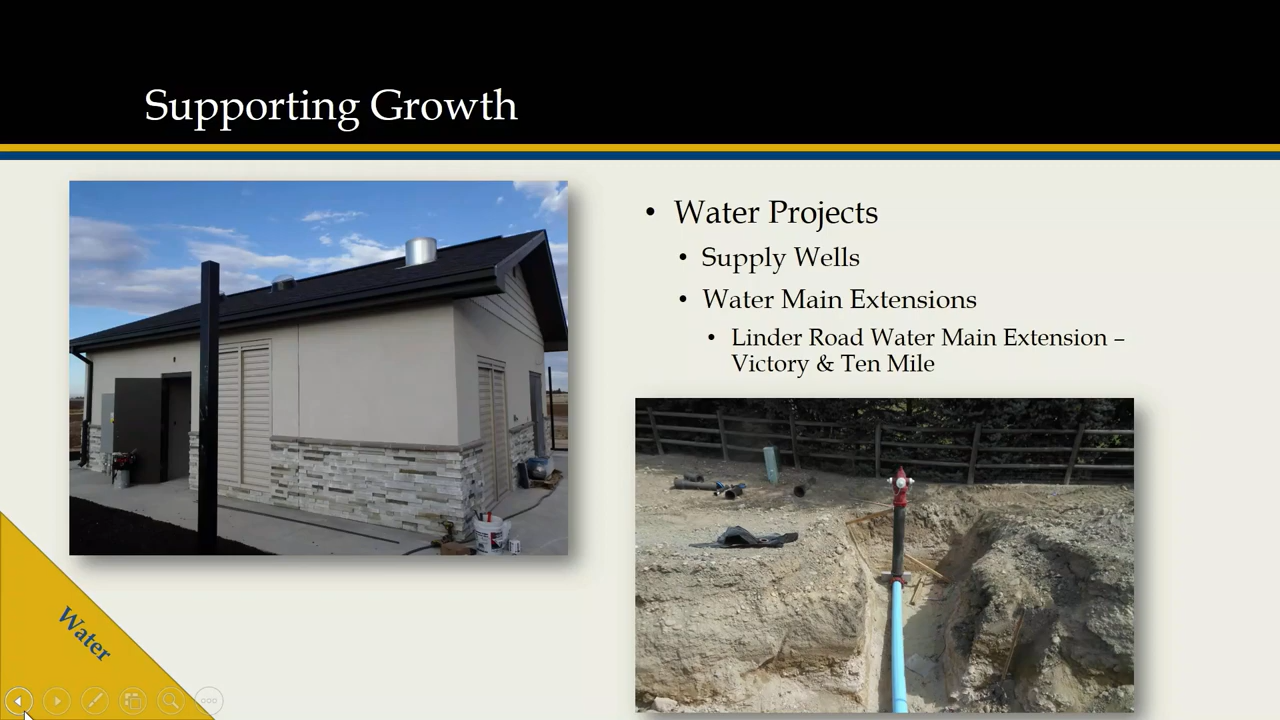 Supporting Growth
• Water Projects
• Supply Wells
• Water Main Extensions
• Linder Road Water Main Extension –
Victory & Ten Mile
Water